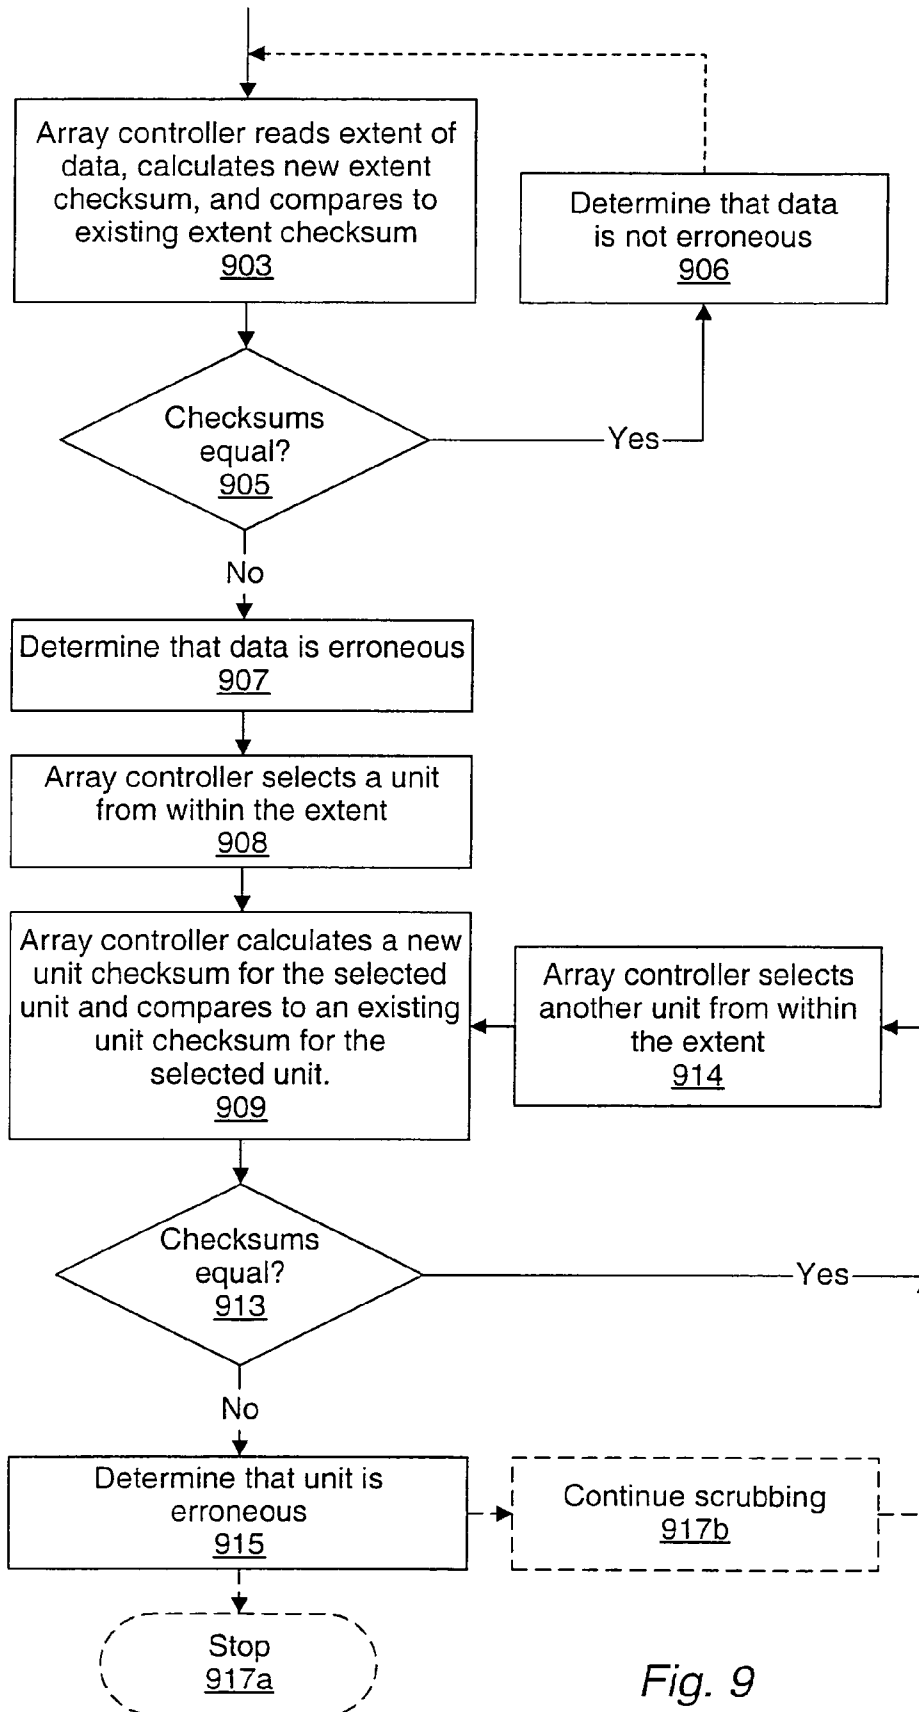 Array controller reads extent of
data, calculates new extent
checksum, and compares to
existing extent checksum
903
Determine that data
is not erroneous
906
Checksums
equal?
905
Yes
No
Determine that data is erroneous
907
Array controller selects a unit
from within the extent
908
Array controller calculates a new
unit checksum for the selected
unit and compares to an existing
unit checksum for the
selected unit.
909
Array controller selects
another unit from within
the extent
914
Checksums
equal?
913
Yes
No
Determine that unit is
erroneous
915
Continue scrubbing
917b
Stop
917a
Fig. 9